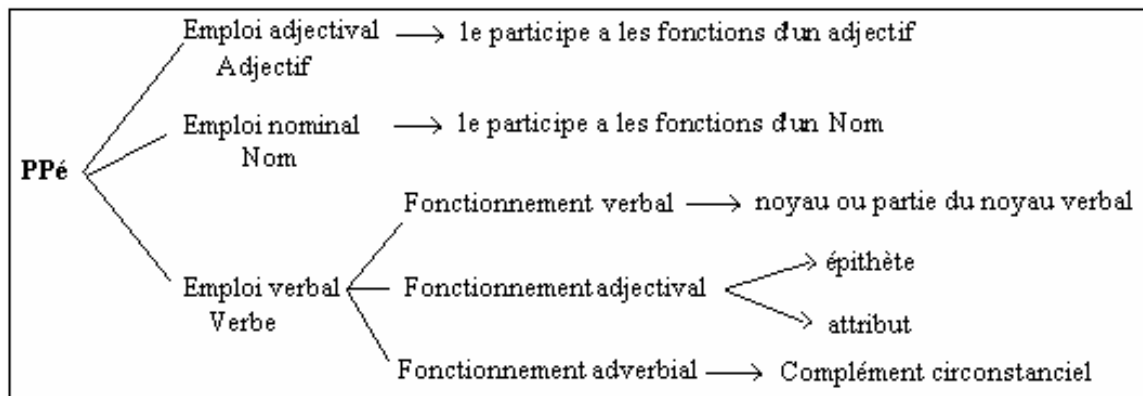 Emploi adjectival → le participe a les fonctions d'un adjectif
Adjectif
Emploi nominal → le participe a les fonctions d'un Nom
Nom
PPé
Fonctionnement verbal → noyau ou partie du noyau verbal
épithète
Emploi verbal Fonctionnement adjectival
Verbe
attribut
Fonctionnement adverbial → Complément circonstanciel